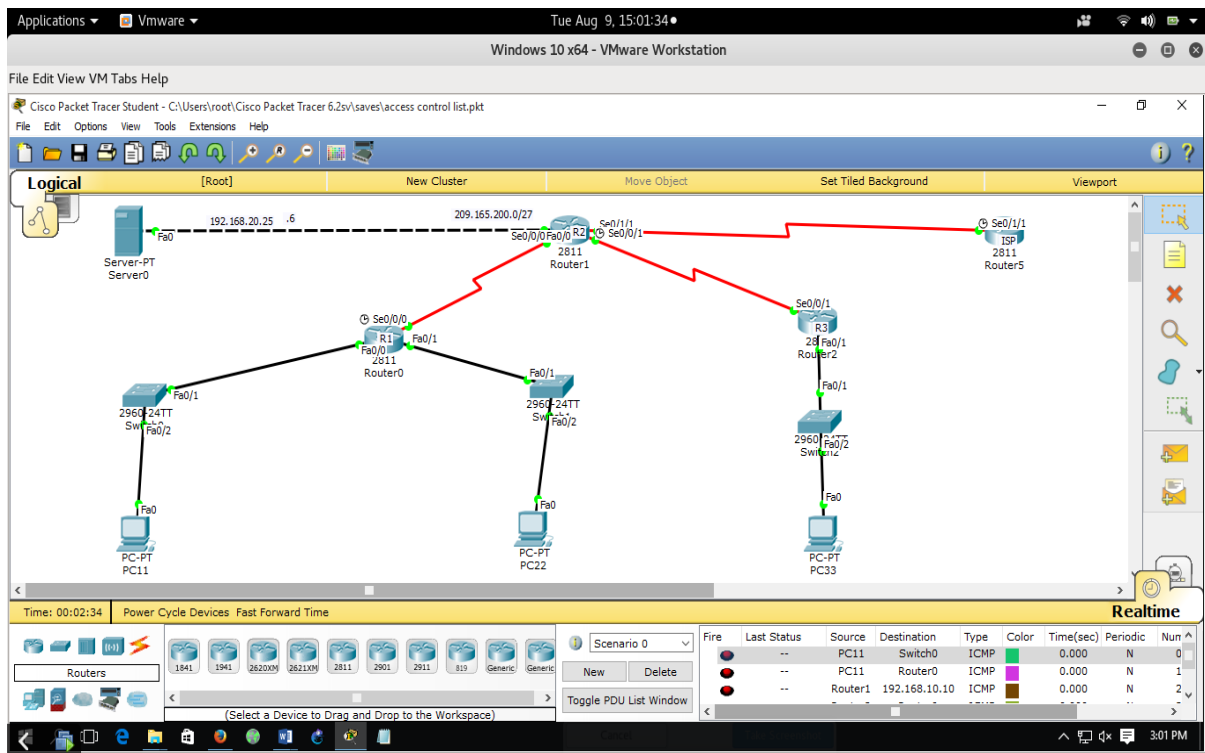 Applications Vmware Tue Aug 9, 15:01:34
Windows 10 x64 - VMware Workstation
File Edit View VM Tabs Help
Cisco Packet Tracer Student - C:\Users\root\Cisco Packet Tracer 6.2sv\saves\access control list.pkt
File Edit Options View Tools Extensions Help
Logical [Root] New Cluster Move Object Set Tiled Background Viewport
192.168.20.25 .6
209.165.200.0/27
Fa0
Server-PT
Server0
Se0/0/0 Fa0/0 R2 Se0/1/1
Se0/0/1
2811
Router1
Se0/1/1
ISP
2811
Router5
Se0/0/0
R1 Fa0/1
Fa0/0
2811
Router0
Se0/0/1
R3
28 Fa0/1
Router2
Fa0/1
2960-24TT
Fa0/2
Fa0/1
2960-24TT
Fa0/2
Fa0/1
2960-24TT
Fa0/2
Switch2
Fa0
PC-PT
PC11
Fa0
PC-PT
PC22
Fa0
PC-PT
PC33
Time: 00:02:34 Power Cycle Devices Fast Forward Time Realtime
Routers
1841 1941 2620XM 2621XM 2811 2901 2911 819 Generic Generic
(Select a Device to Drag and Drop to the Workspace)
Scenario 0
New Delete
Toggle PDU List Window
Fire Last Status Source Destination Type Color Time(sec) Periodic Num
-- PC11 Switch0 ICMP 0.000 N 0
-- PC11 Router0 ICMP 0.000 N 1
-- Router1 192.168.10.10 ICMP 0.000 N 2
3:01 PM